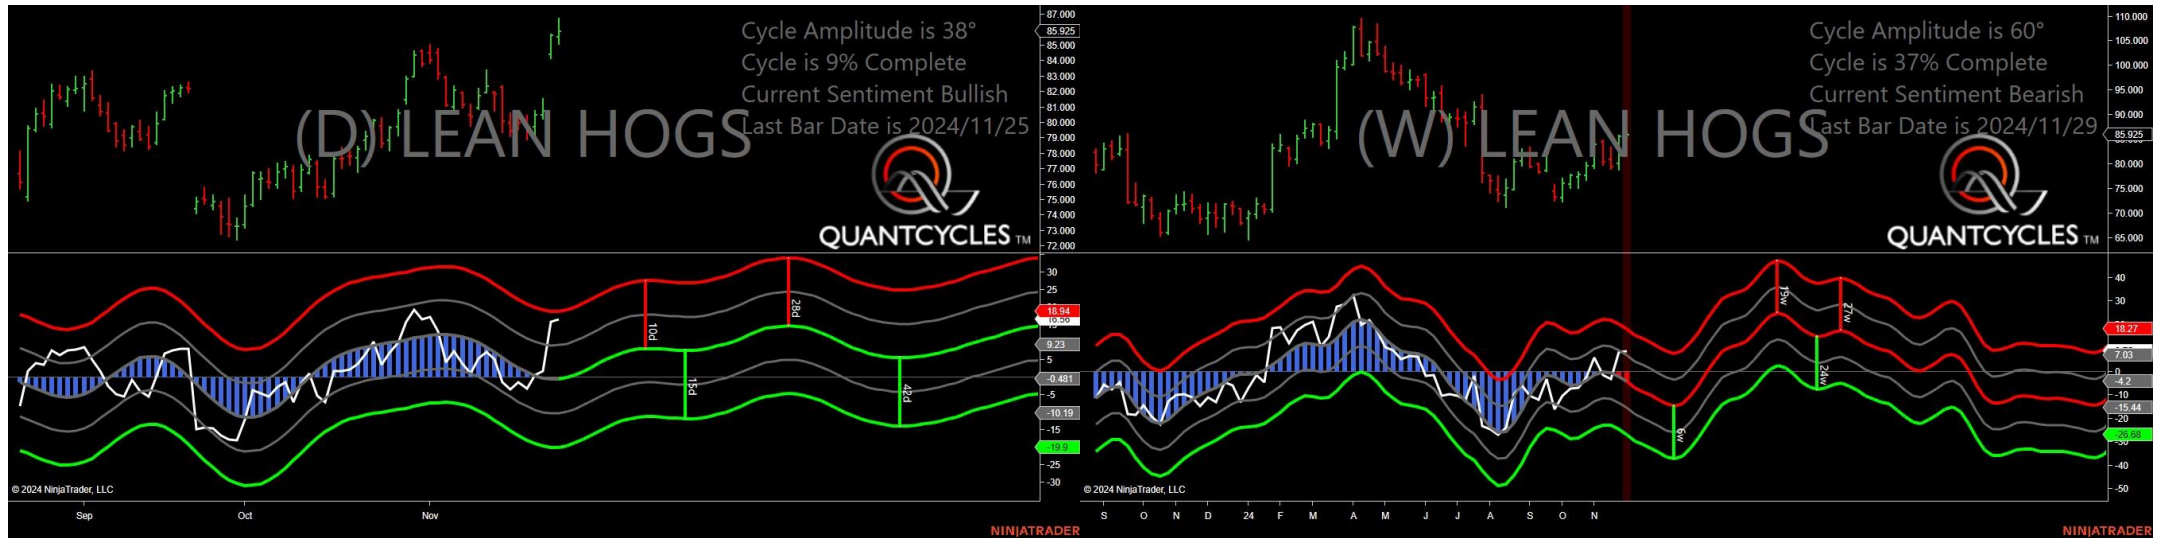 Cycle Amplitude is 38°
Cycle is 9% Complete
Current Sentiment Bullish
Last Bar Date is 2024/11/25
(D) LEAN HOGS
QUANTCYCLES TM
87.000
85.925
85.000
84.000
83.000
82.000
81.000
80.000
79.000
78.000
77.000
76.000
75.000
74.000
73.000
72.000
30
25
18.94
16.56
9.23
5
-0.481
-5
-10.19
-15
-19.9
-25
-30
10d
28d
15d
42d
© 2024 NinjaTrader, LLC
Sep Oct Nov
NINJATRADER
Cycle Amplitude is 60°
Cycle is 37% Complete
Current Sentiment Bearish
Last Bar Date is 2024/11/29
(W) LEAN HOGS
QUANTCYCLES TM
110.000
105.000
100.000
95.000
90.000
85.925
80.000
75.000
70.000
65.000
40
30
18.27
7.03
0
-4.2
-10
-15.44
-20
-26.68
-30
-40
-50
19w
27w
24w
6w
© 2024 NinjaTrader, LLC
S O N D 24 F M A M J J A S O N
NINJATRADER